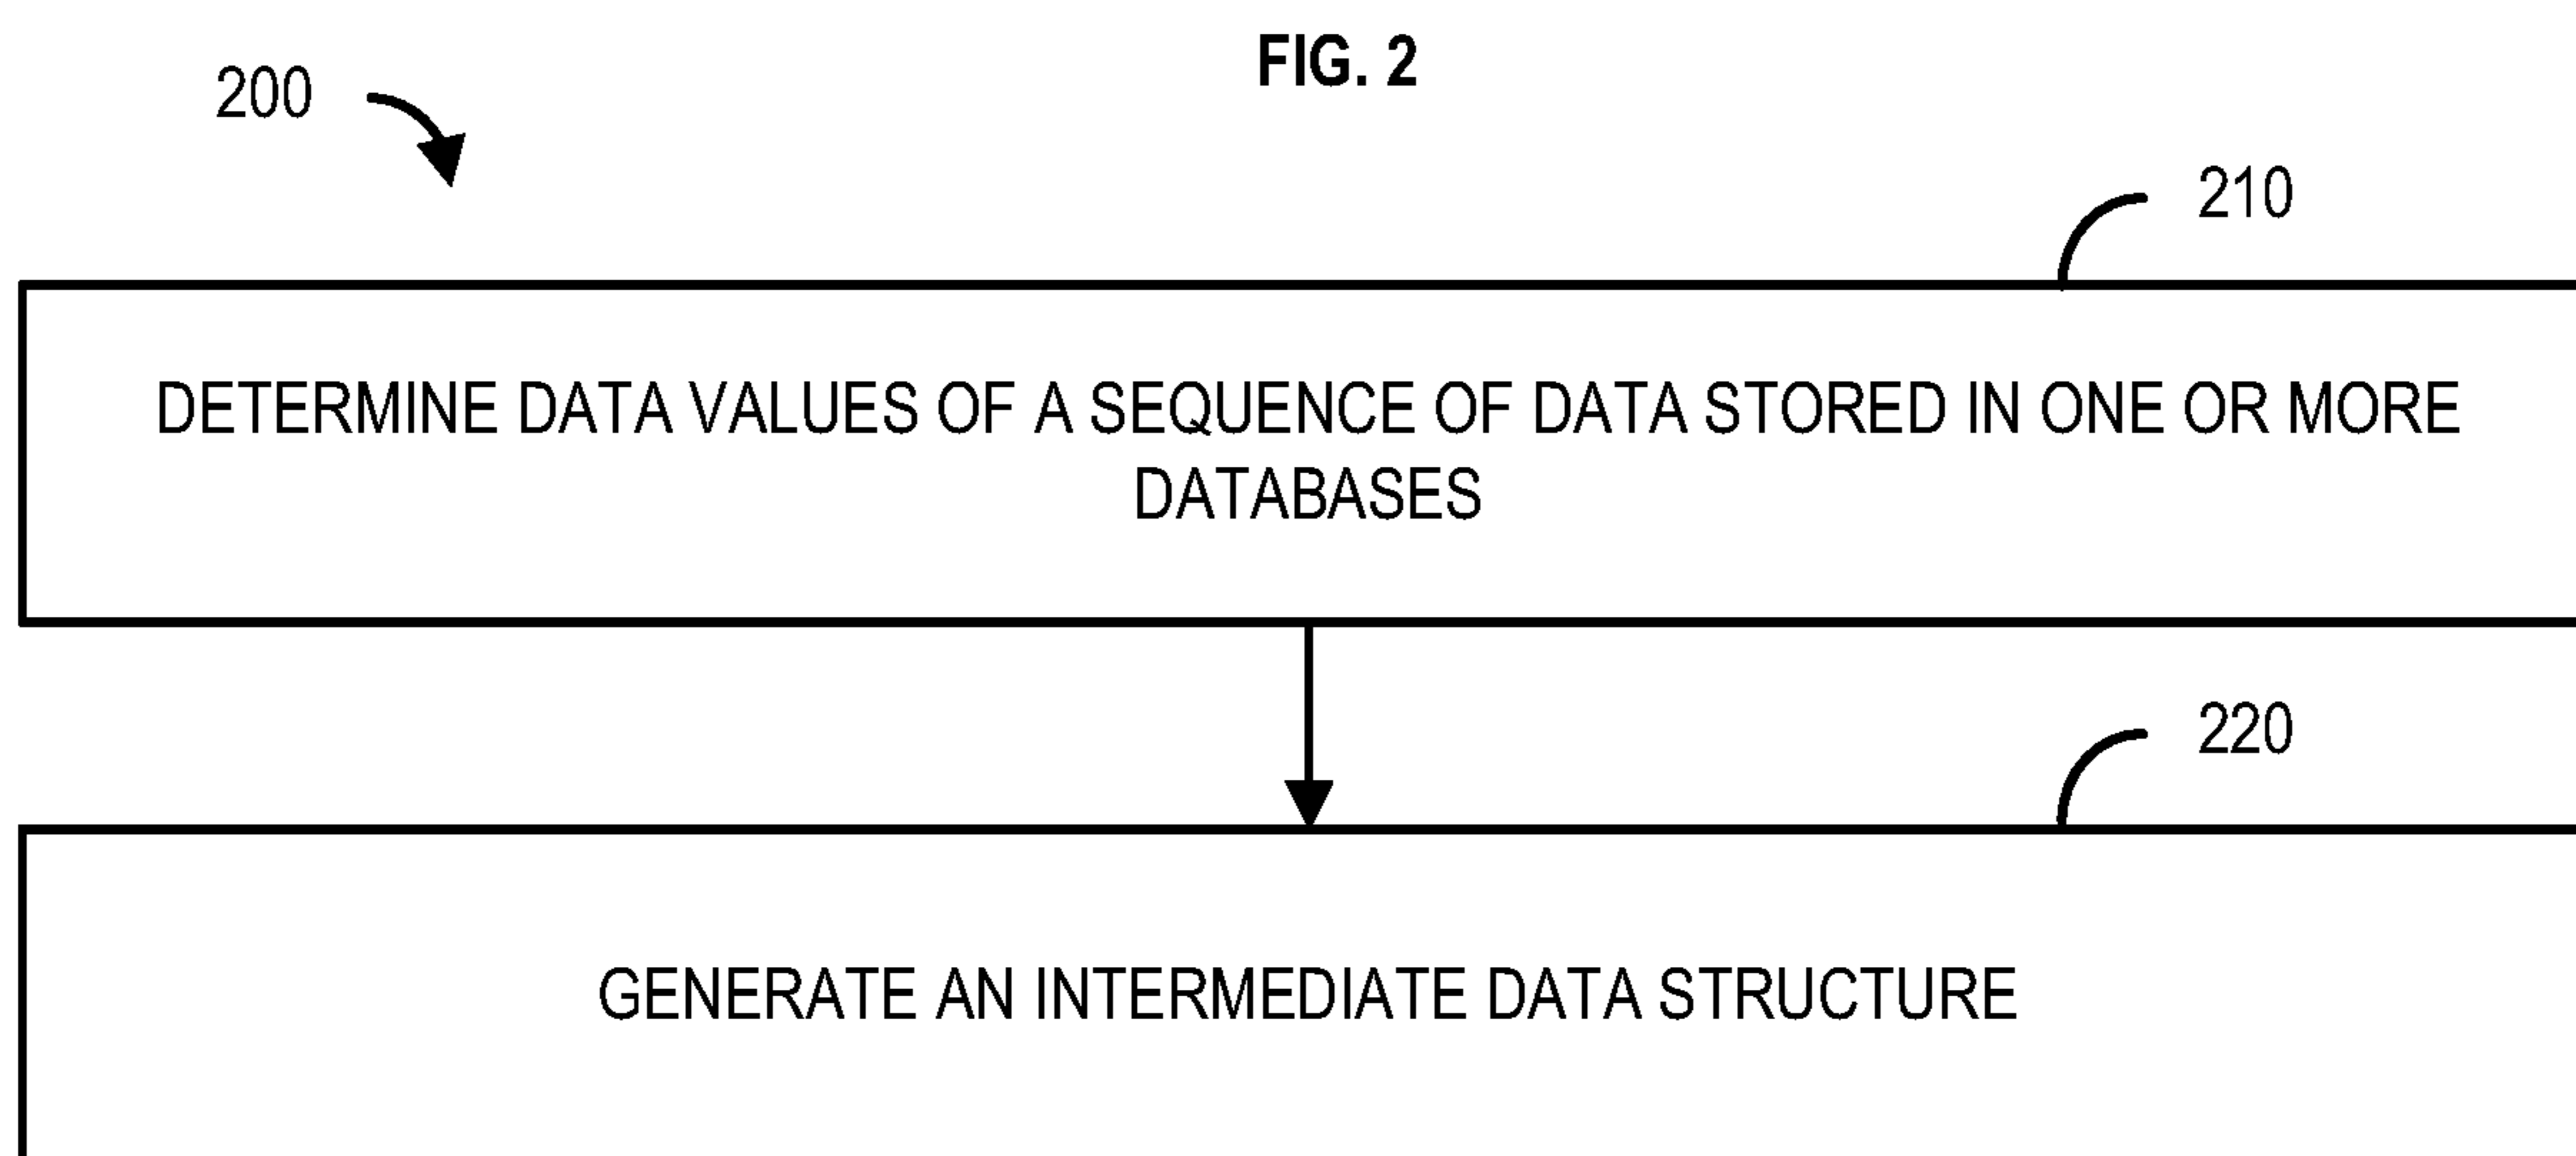 FIG. 2
200
210
DETERMINE DATA VALUES OF A SEQUENCE OF DATA STORED IN ONE OR MORE
DATABASES
220
GENERATE AN INTERMEDIATE DATA STRUCTURE